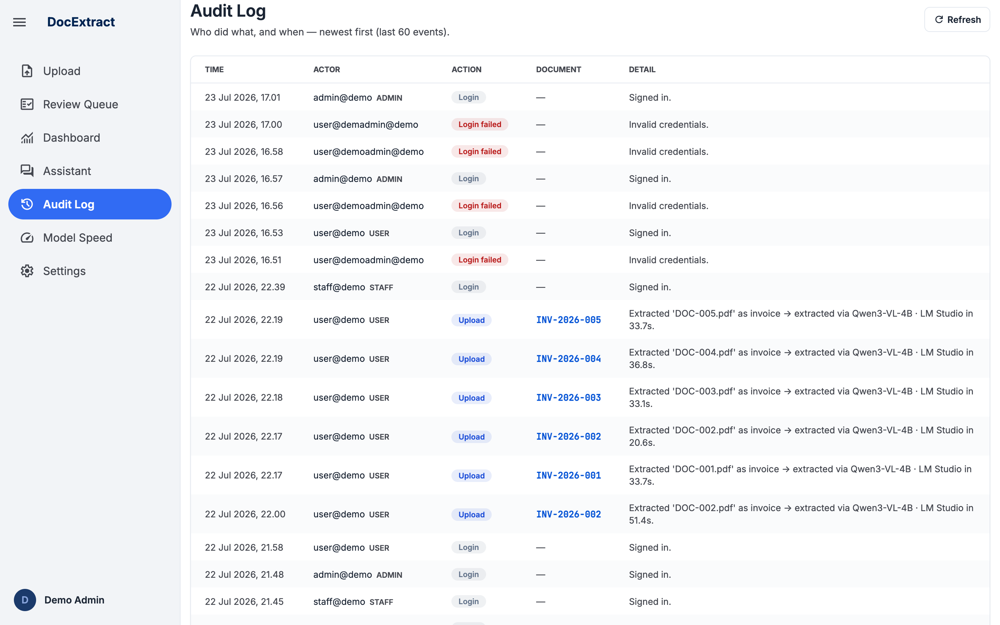 DocExtract
Upload
Review Queue
Dashboard
Assistant
Audit Log
Model Speed
Settings
D
Demo Admin
Audit Log
Who did what, and when — newest first (last 60 events).
Refresh
TIME ACTOR ACTION DOCUMENT DETAIL
23 Jul 2026, 17.01 admin@demo ADMIN Login — Signed in.
23 Jul 2026, 17.00 user@demadmin@demo Login failed — Invalid credentials.
23 Jul 2026, 16.58 user@demoadmin@demo Login failed — Invalid credentials.
23 Jul 2026, 16.57 admin@demo ADMIN Login — Signed in.
23 Jul 2026, 16.56 user@demoadmin@demo Login failed — Invalid credentials.
23 Jul 2026, 16.53 user@demo USER Login — Signed in.
23 Jul 2026, 16.51 user@demoadmin@demo Login failed — Invalid credentials.
22 Jul 2026, 22.39 staff@demo STAFF Login — Signed in.
22 Jul 2026, 22.19 user@demo USER Upload INV-2026-005 Extracted 'DOC-005.pdf' as invoice → extracted via Qwen3-VL-4B · LM Studio in
33.7s.
22 Jul 2026, 22.19 user@demo USER Upload INV-2026-004 Extracted 'DOC-004.pdf' as invoice → extracted via Qwen3-VL-4B · LM Studio in
36.8s.
22 Jul 2026, 22.18 user@demo USER Upload INV-2026-003 Extracted 'DOC-003.pdf' as invoice → extracted via Qwen3-VL-4B · LM Studio in
33.1s.
22 Jul 2026, 22.17 user@demo USER Upload INV-2026-002 Extracted 'DOC-002.pdf' as invoice → extracted via Qwen3-VL-4B · LM Studio in
20.6s.
22 Jul 2026, 22.17 user@demo USER Upload INV-2026-001 Extracted 'DOC-001.pdf' as invoice → extracted via Qwen3-VL-4B · LM Studio in
33.7s.
22 Jul 2026, 22.00 user@demo USER Upload INV-2026-002 Extracted 'DOC-002.pdf' as invoice → extracted via Qwen3-VL-4B · LM Studio in
51.4s.
22 Jul 2026, 21.58 user@demo USER Login — Signed in.
22 Jul 2026, 21.48 admin@demo ADMIN Login — Signed in.
22 Jul 2026, 21.45 staff@demo STAFF Login — Signed in.